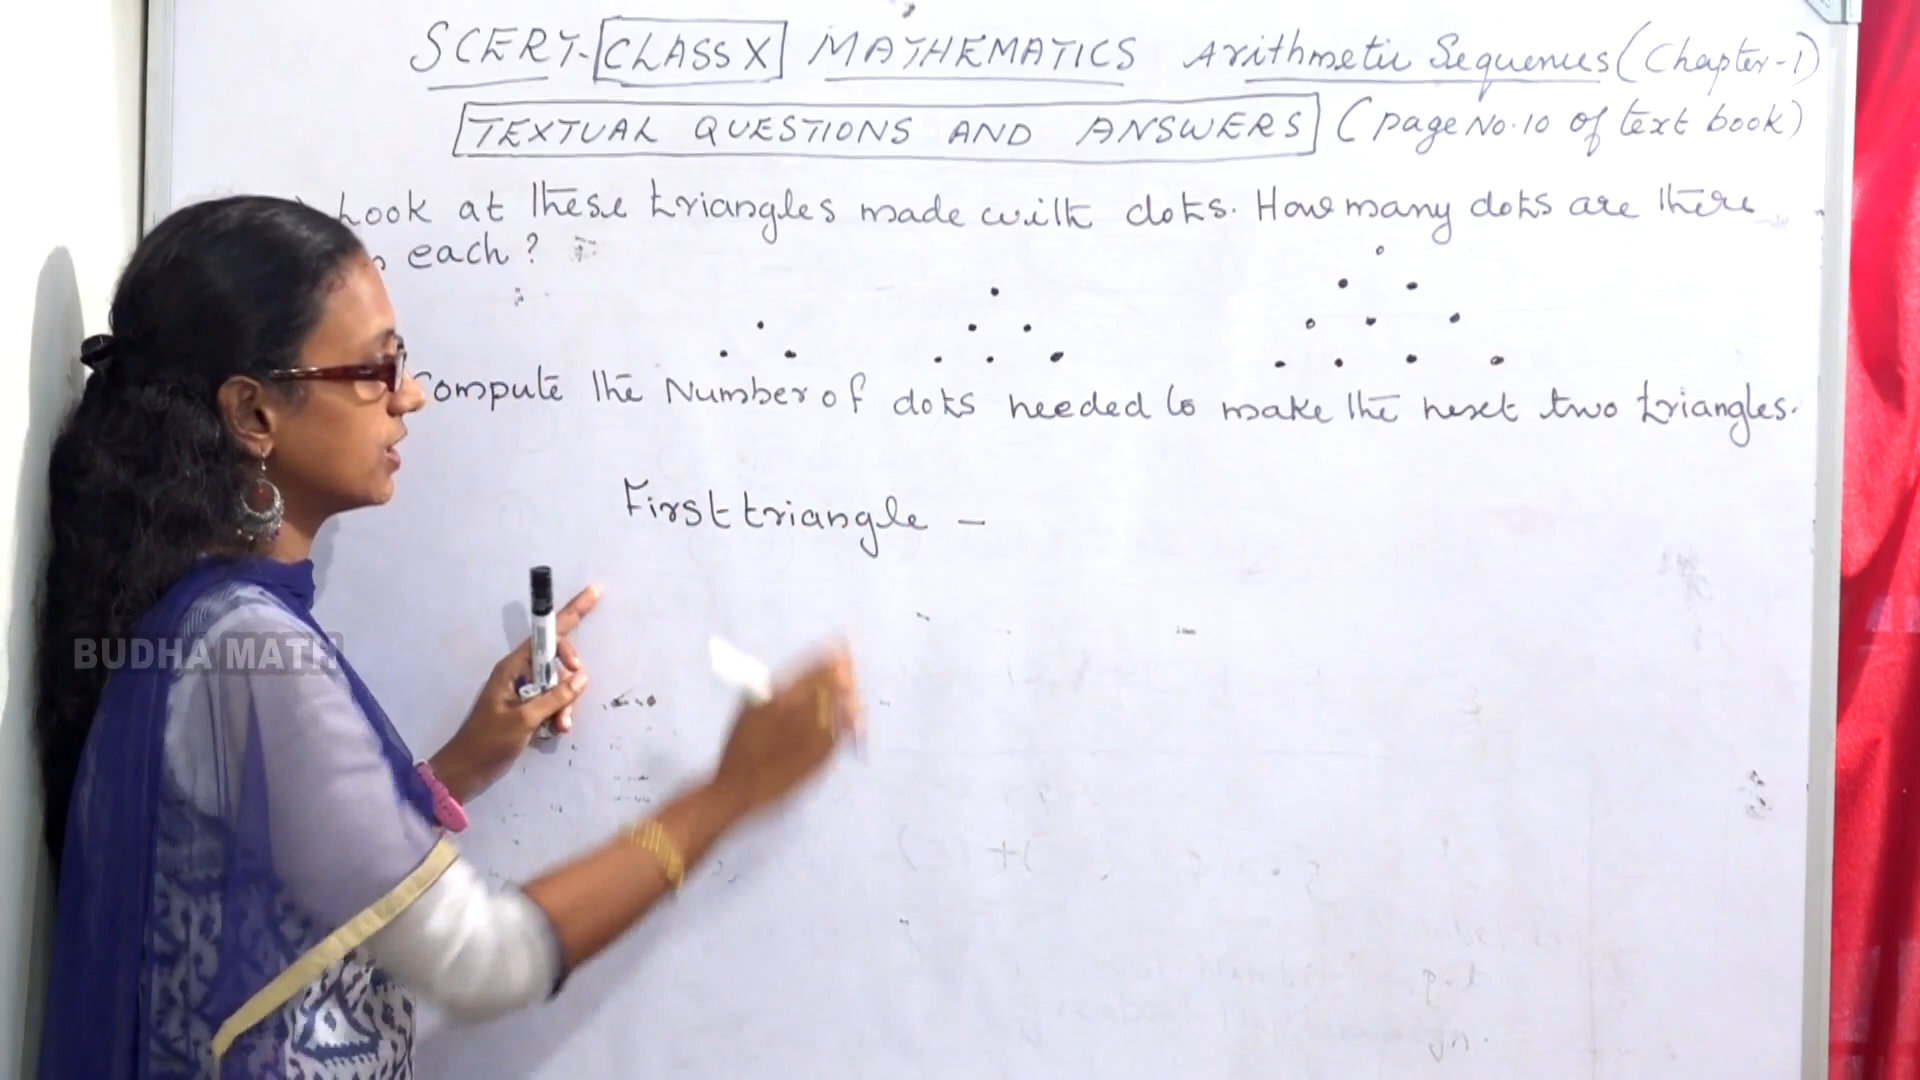 SCERT-CLASS X MATHEMATICS Arithmetic Sequences (Chapter-1)
TEXTUAL QUESTIONS AND ANSWERS (page No.10 of text book)
Look at these triangles made with dots. How many dots are there
each?
Compute the Number of dots needed to make the next two triangles.
First triangle -
BUDHA MATH